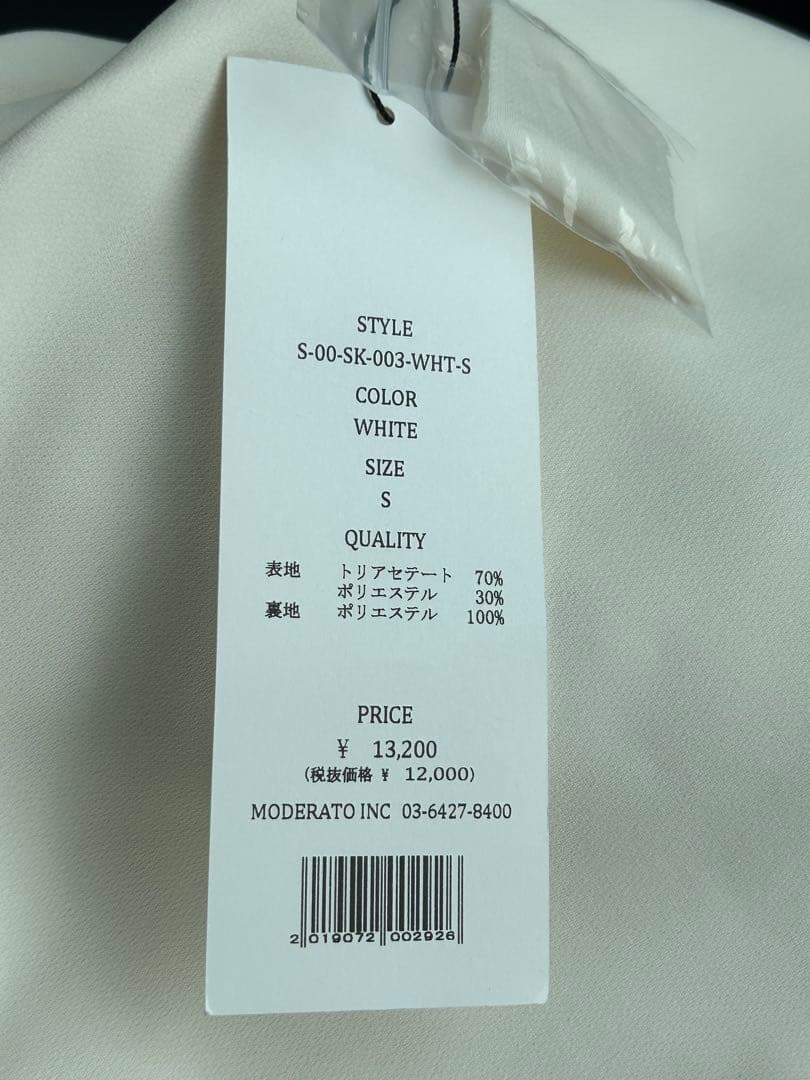 STYLE
S-00-SK-003-WHT-S
COLOR
WHITE
SIZE
S
QUALITY
表地 トリアセテート 70%
ポリエステル 30%
裏地 ポリエステル 100%
PRICE
¥ 13,200
(税抜価格 ¥ 12,000)
MODERATO INC 03-6427-8400
2 019072 002926